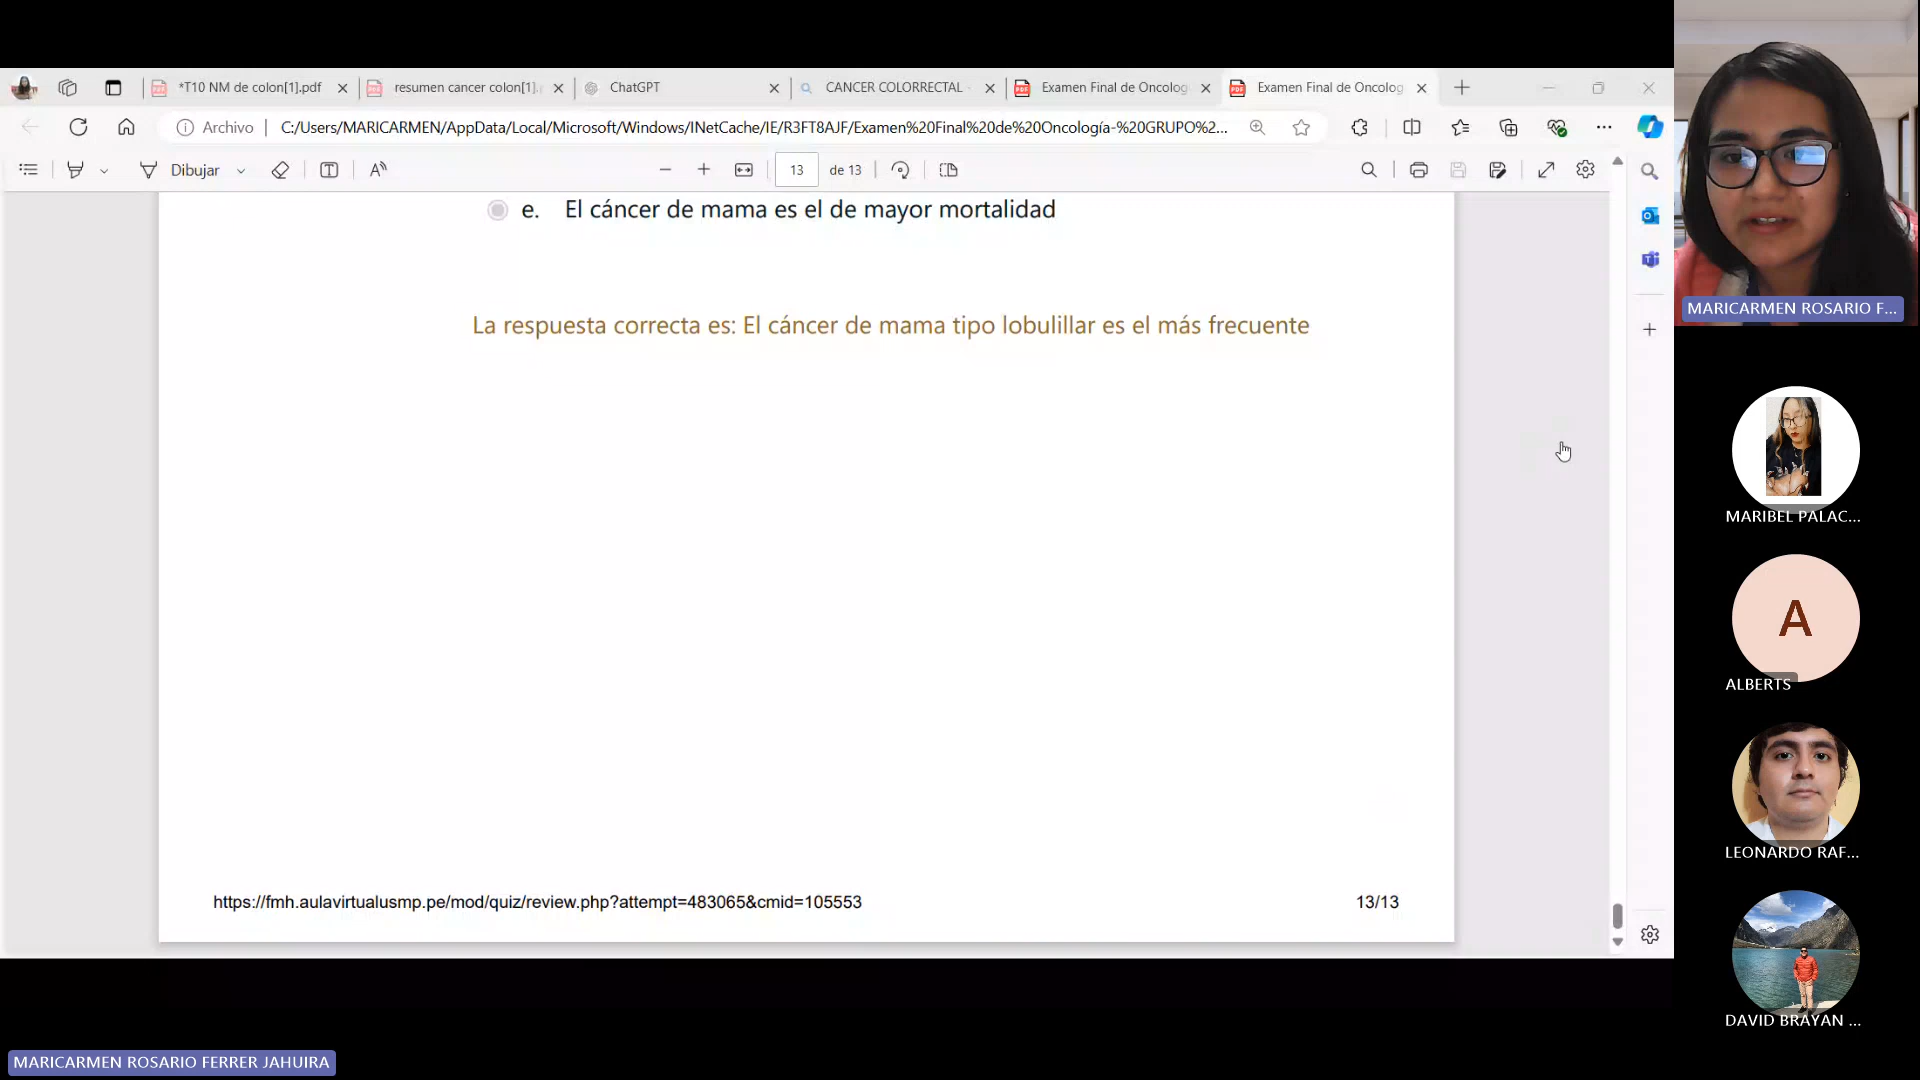 *T10 NM de colon[1].pdf
resumen cancer colon[1].
ChatGPT
CANCER COLORRECTAL
Examen Final de Oncolog
Examen Final de Oncolog
Archivo
C:/Users/MARICARMEN/AppData/Local/Microsoft/Windows/INetCache/IE/R3FT8AJF/Examen%20Final%20de%20Oncología-%20GRUPO%2...
Dibujar
13
de 13
e. El cáncer de mama es el de mayor mortalidad
La respuesta correcta es: El cáncer de mama tipo lobulillar es el más frecuente
https://fmh.aulavirtualusmp.pe/mod/quiz/review.php?attempt=483065&cmid=105553
13/13
MARICARMEN ROSARIO F...
MARIBEL PALAC...
A
ALBERTS
LEONARDO RAF...
DAVID BRAYAN ...
MARICARMEN ROSARIO FERRER JAHUIRA